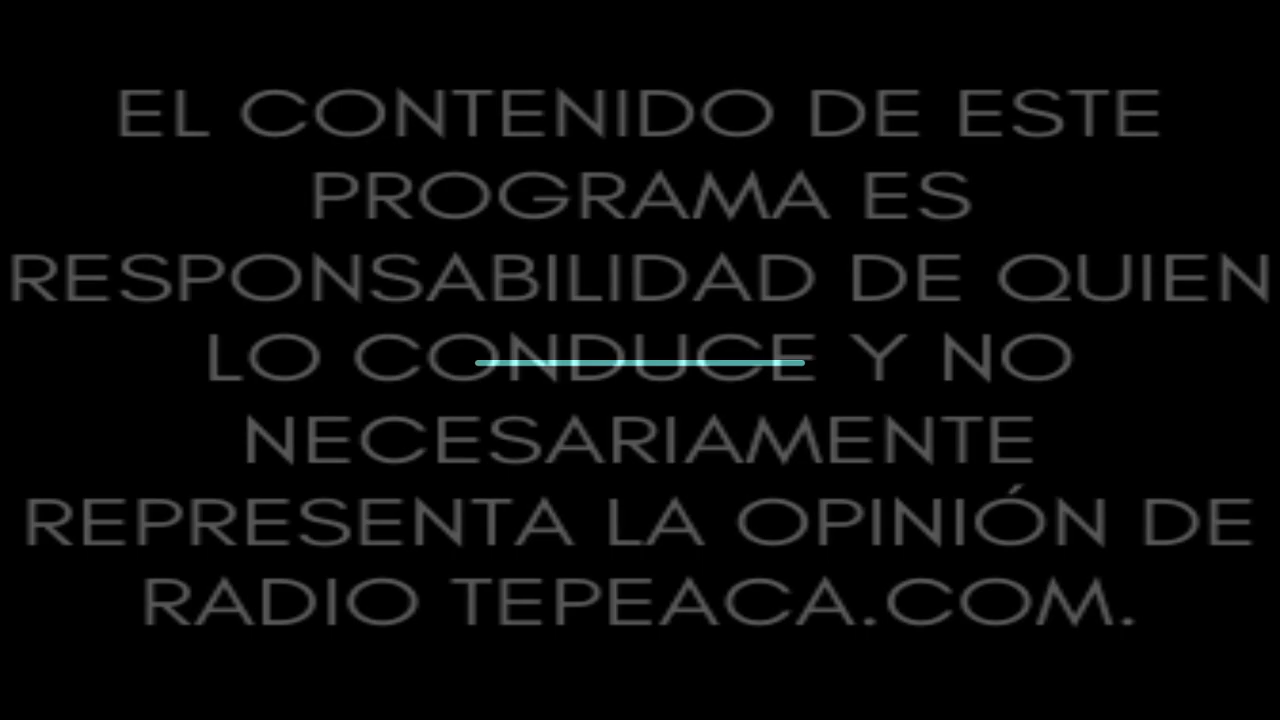 EL CONTENIDO DE ESTE
PROGRAMA ES
RESPONSABILIDAD DE QUIEN
LO CONDUCE Y NO
NECESARIAMENTE
REPRESENTA LA OPINIÓN DE
RADIO TEPEACA.COM.